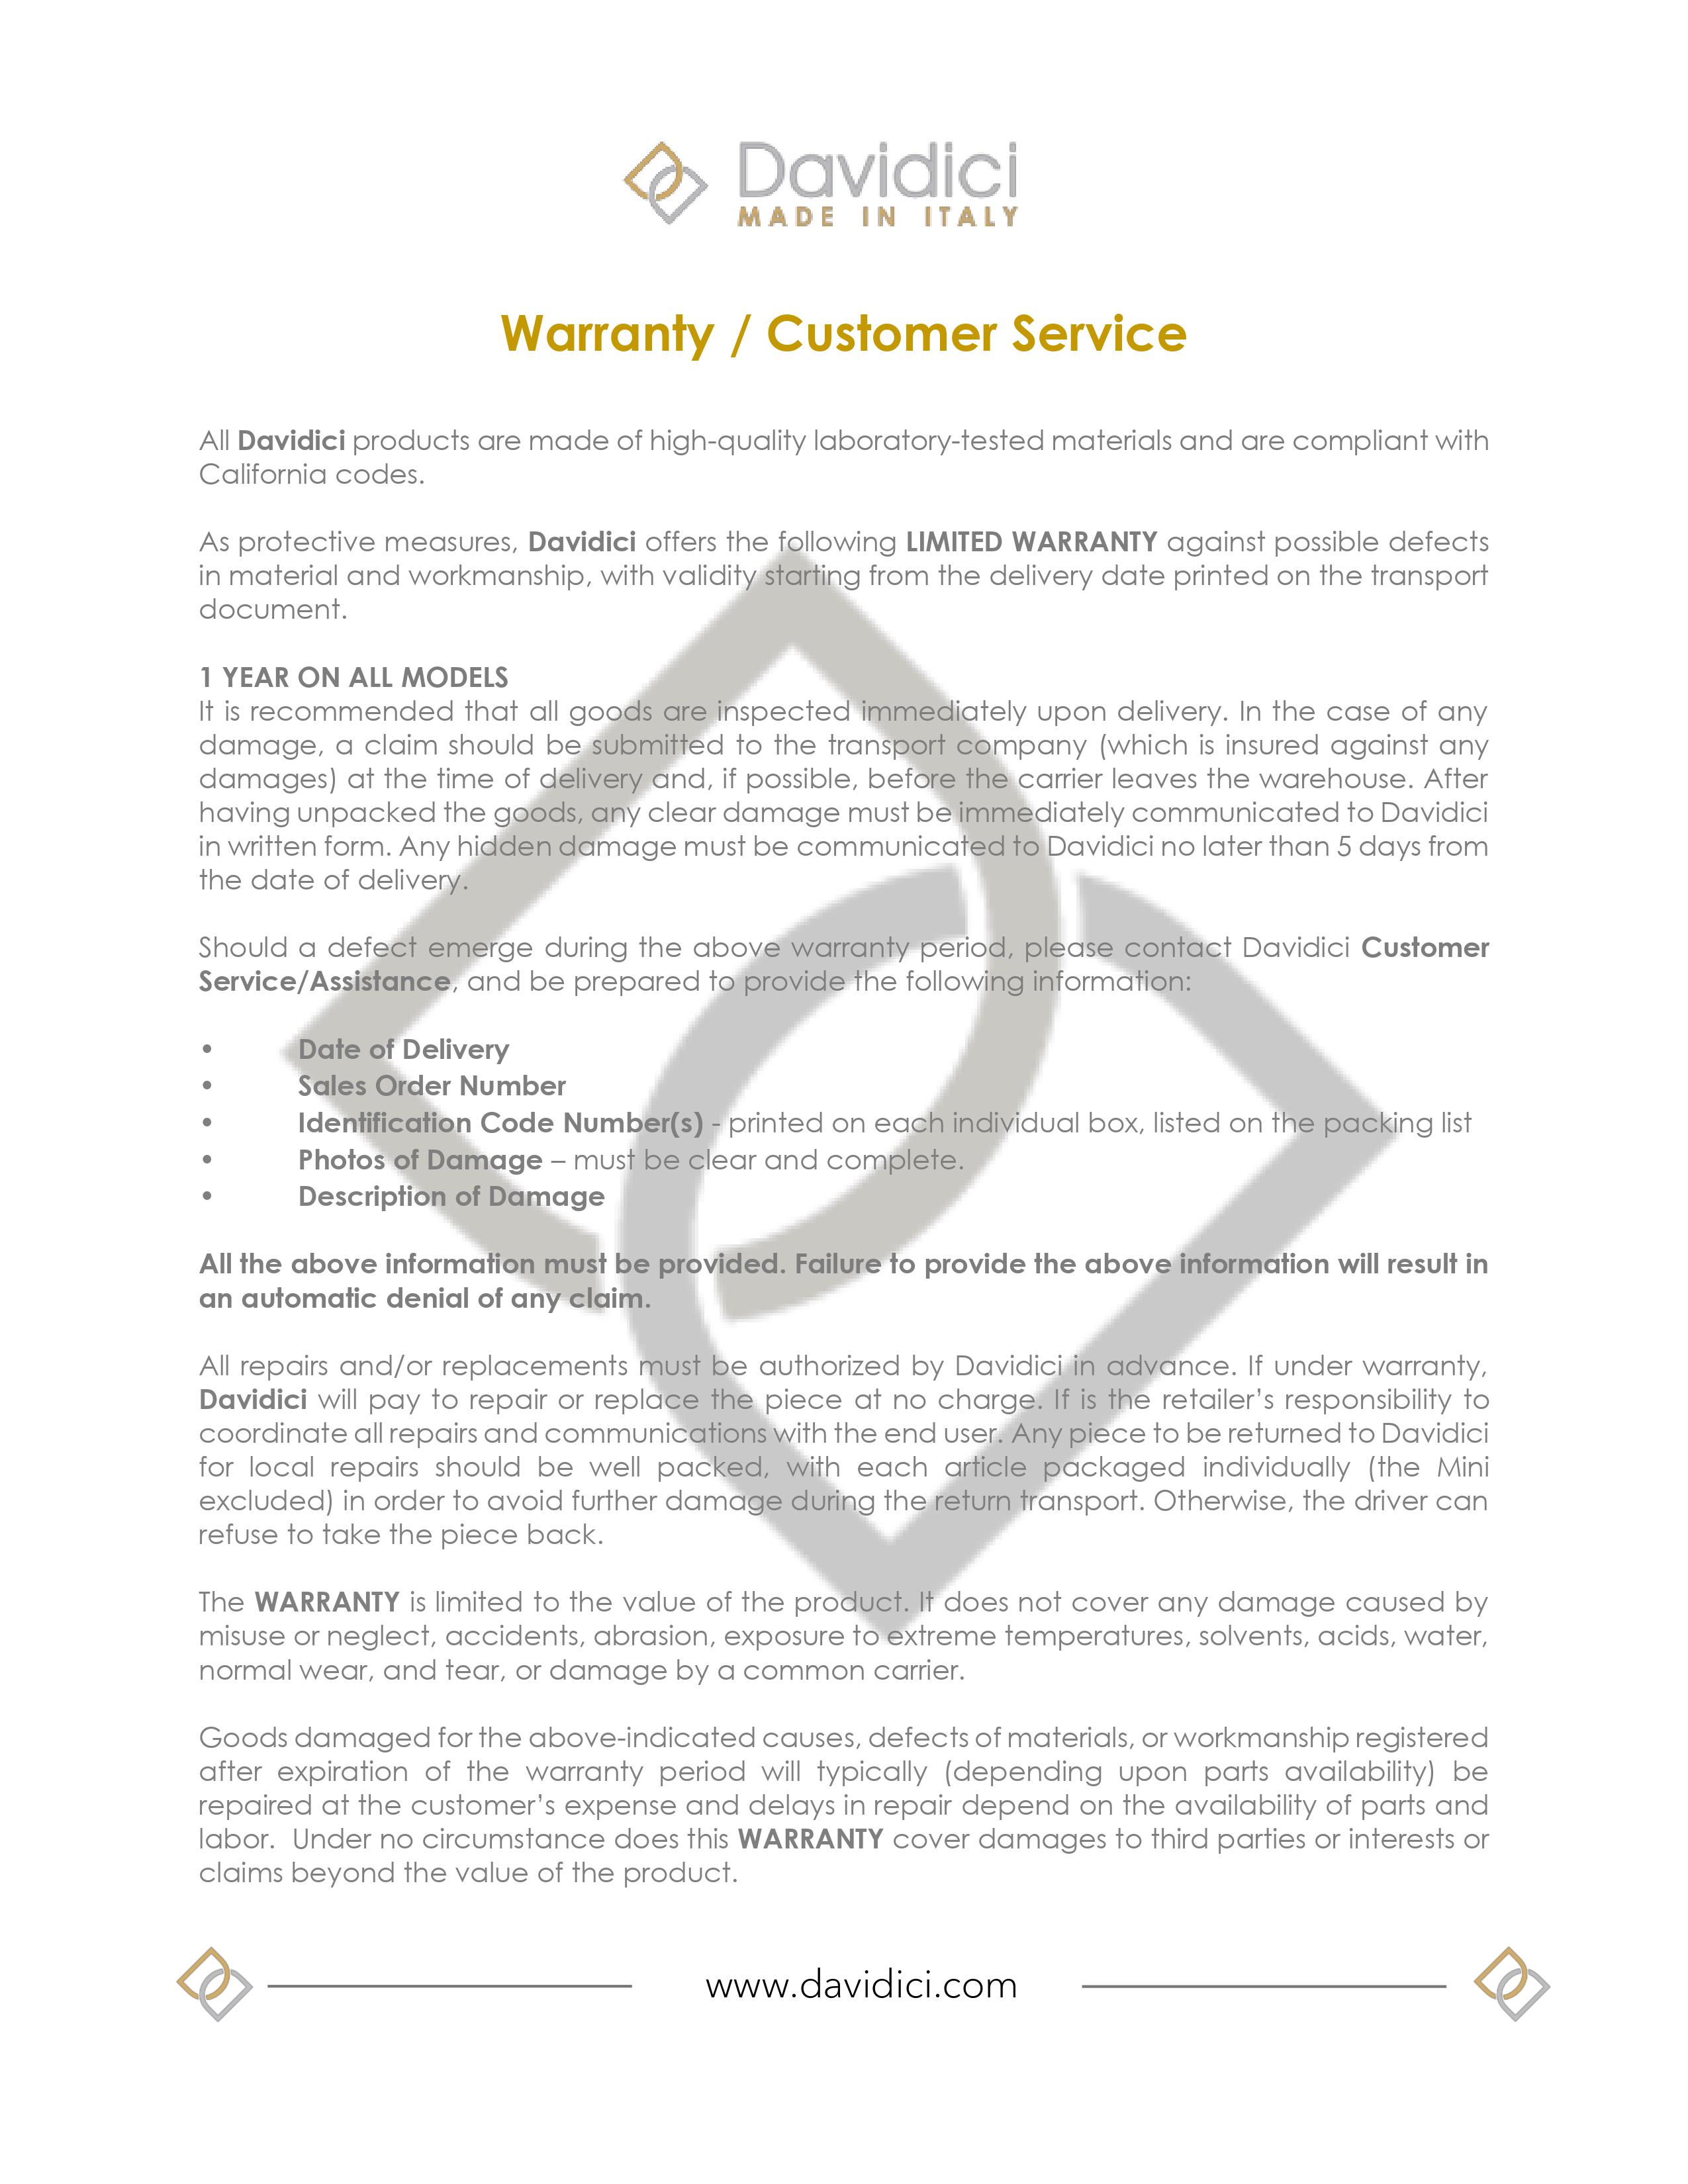 Davidici
MADE IN ITALY
Warranty / Customer Service
All Davidici products are made of high-quality laboratory-tested materials and are compliant with
California codes.
As protective measures, Davidici offers the following LIMITED WARRANTY against possible defects
in material and workmanship, with validity starting from the delivery date printed on the transport
document.
1 YEAR ON ALL MODELS
It is recommended that all goods are inspected immediately upon delivery. In the case of any
damage, a claim should be submitted to the transport company (which is insured against any
damages) at the time of delivery and, if possible, before the carrier leaves the warehouse. After
having unpacked the goods, any clear damage must be immediately communicated to Davidici
in written form. Any hidden damage must be communicated to Davidici no later than 5 days from
the date of delivery.
Should a defect emerge during the above warranty period, please contact Davidici Customer
Service/Assistance, and be prepared to provide the following information:
• Date of Delivery
• Sales Order Number
• Identification Code Number(s) - printed on each individual box, listed on the packing list
• Photos of Damage – must be clear and complete.
• Description of Damage
All the above information must be provided. Failure to provide the above information will result in
an automatic denial of any claim.
All repairs and/or replacements must be authorized by Davidici in advance. If under warranty,
Davidici will pay to repair or replace the piece at no charge. If is the retailer’s responsibility to
coordinate all repairs and communications with the end user. Any piece to be returned to Davidici
for local repairs should be well packed, with each article packaged individually (the Mini
excluded) in order to avoid further damage during the return transport. Otherwise, the driver can
refuse to take the piece back.
The WARRANTY is limited to the value of the product. It does not cover any damage caused by
misuse or neglect, accidents, abrasion, exposure to extreme temperatures, solvents, acids, water,
normal wear, and tear, or damage by a common carrier.
Goods damaged for the above-indicated causes, defects of materials, or workmanship registered
after expiration of the warranty period will typically (depending upon parts availability) be
repaired at the customer’s expense and delays in repair depend on the availability of parts and
labor. Under no circumstance does this WARRANTY cover damages to third parties or interests or
claims beyond the value of the product.
www.davidici.com